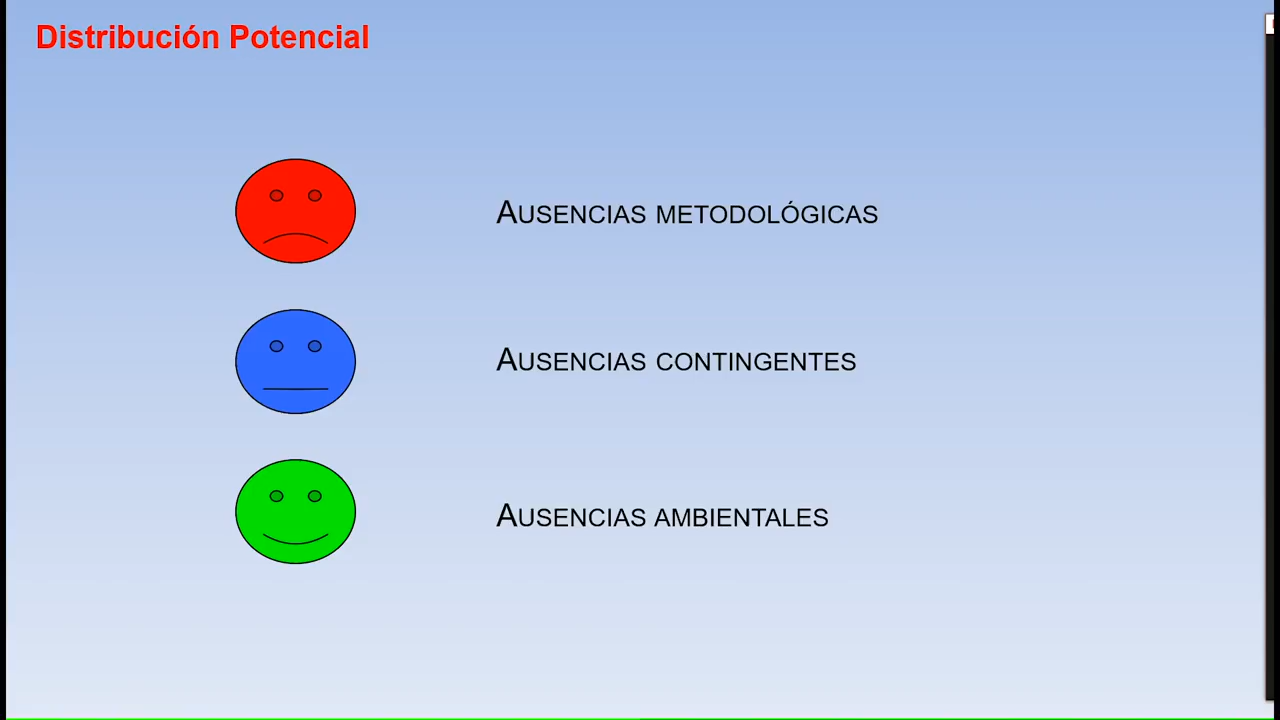 Distribución Potencial
AUSENCIAS METODOLÓGICAS
AUSENCIAS CONTINGENTES
AUSENCIAS AMBIENTALES